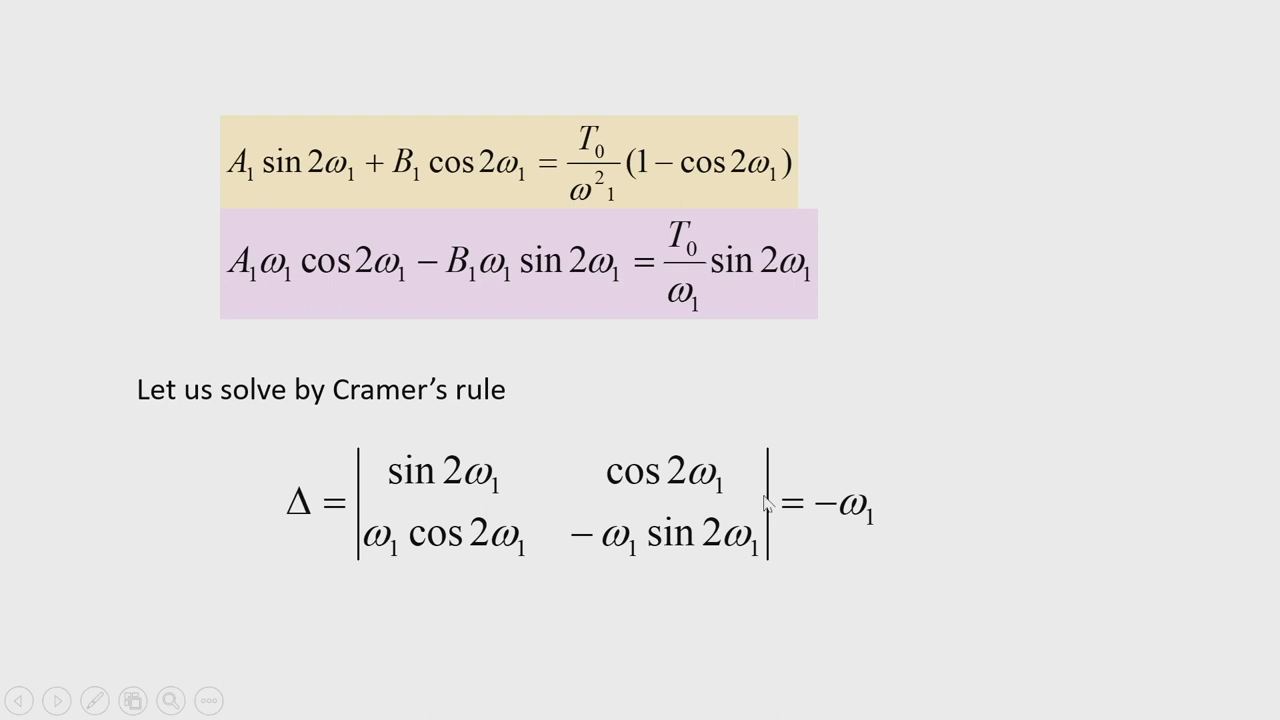 A₁ sin 2ω₁ + B₁ cos 2ω₁ = T₀/ω²₁ (1 − cos 2ω₁)
A₁ω₁ cos 2ω₁ − B₁ω₁ sin 2ω₁ = T₀/ω₁ sin 2ω₁
Let us solve by Cramer’s rule
Δ = | sin 2ω₁ cos 2ω₁ |
| ω₁ cos 2ω₁ − ω₁ sin 2ω₁ | = −ω₁